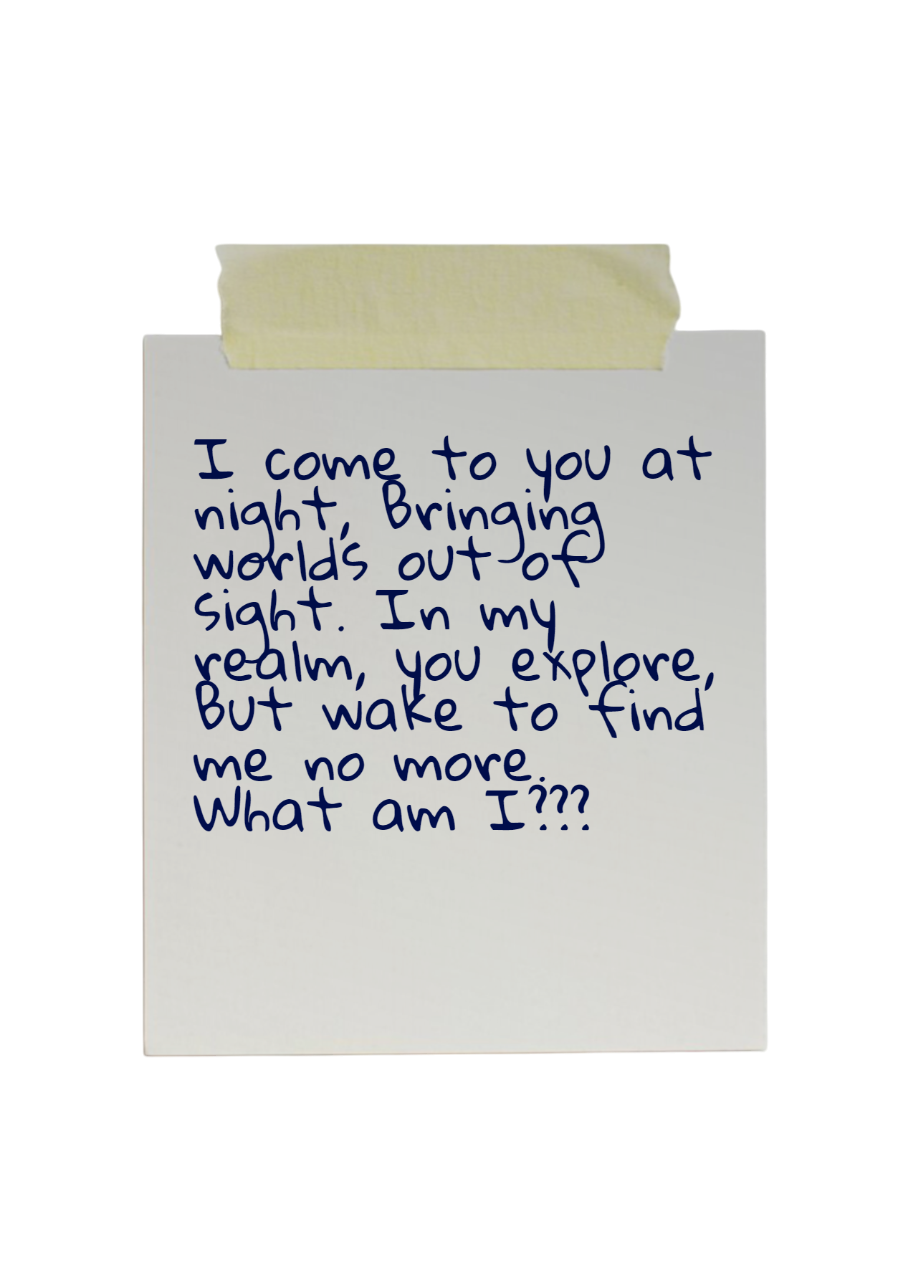 I come to you at
night, Bringing
worlds out of
sight. In my
realm, you explore,
But wake to find
me no more.
What am I???